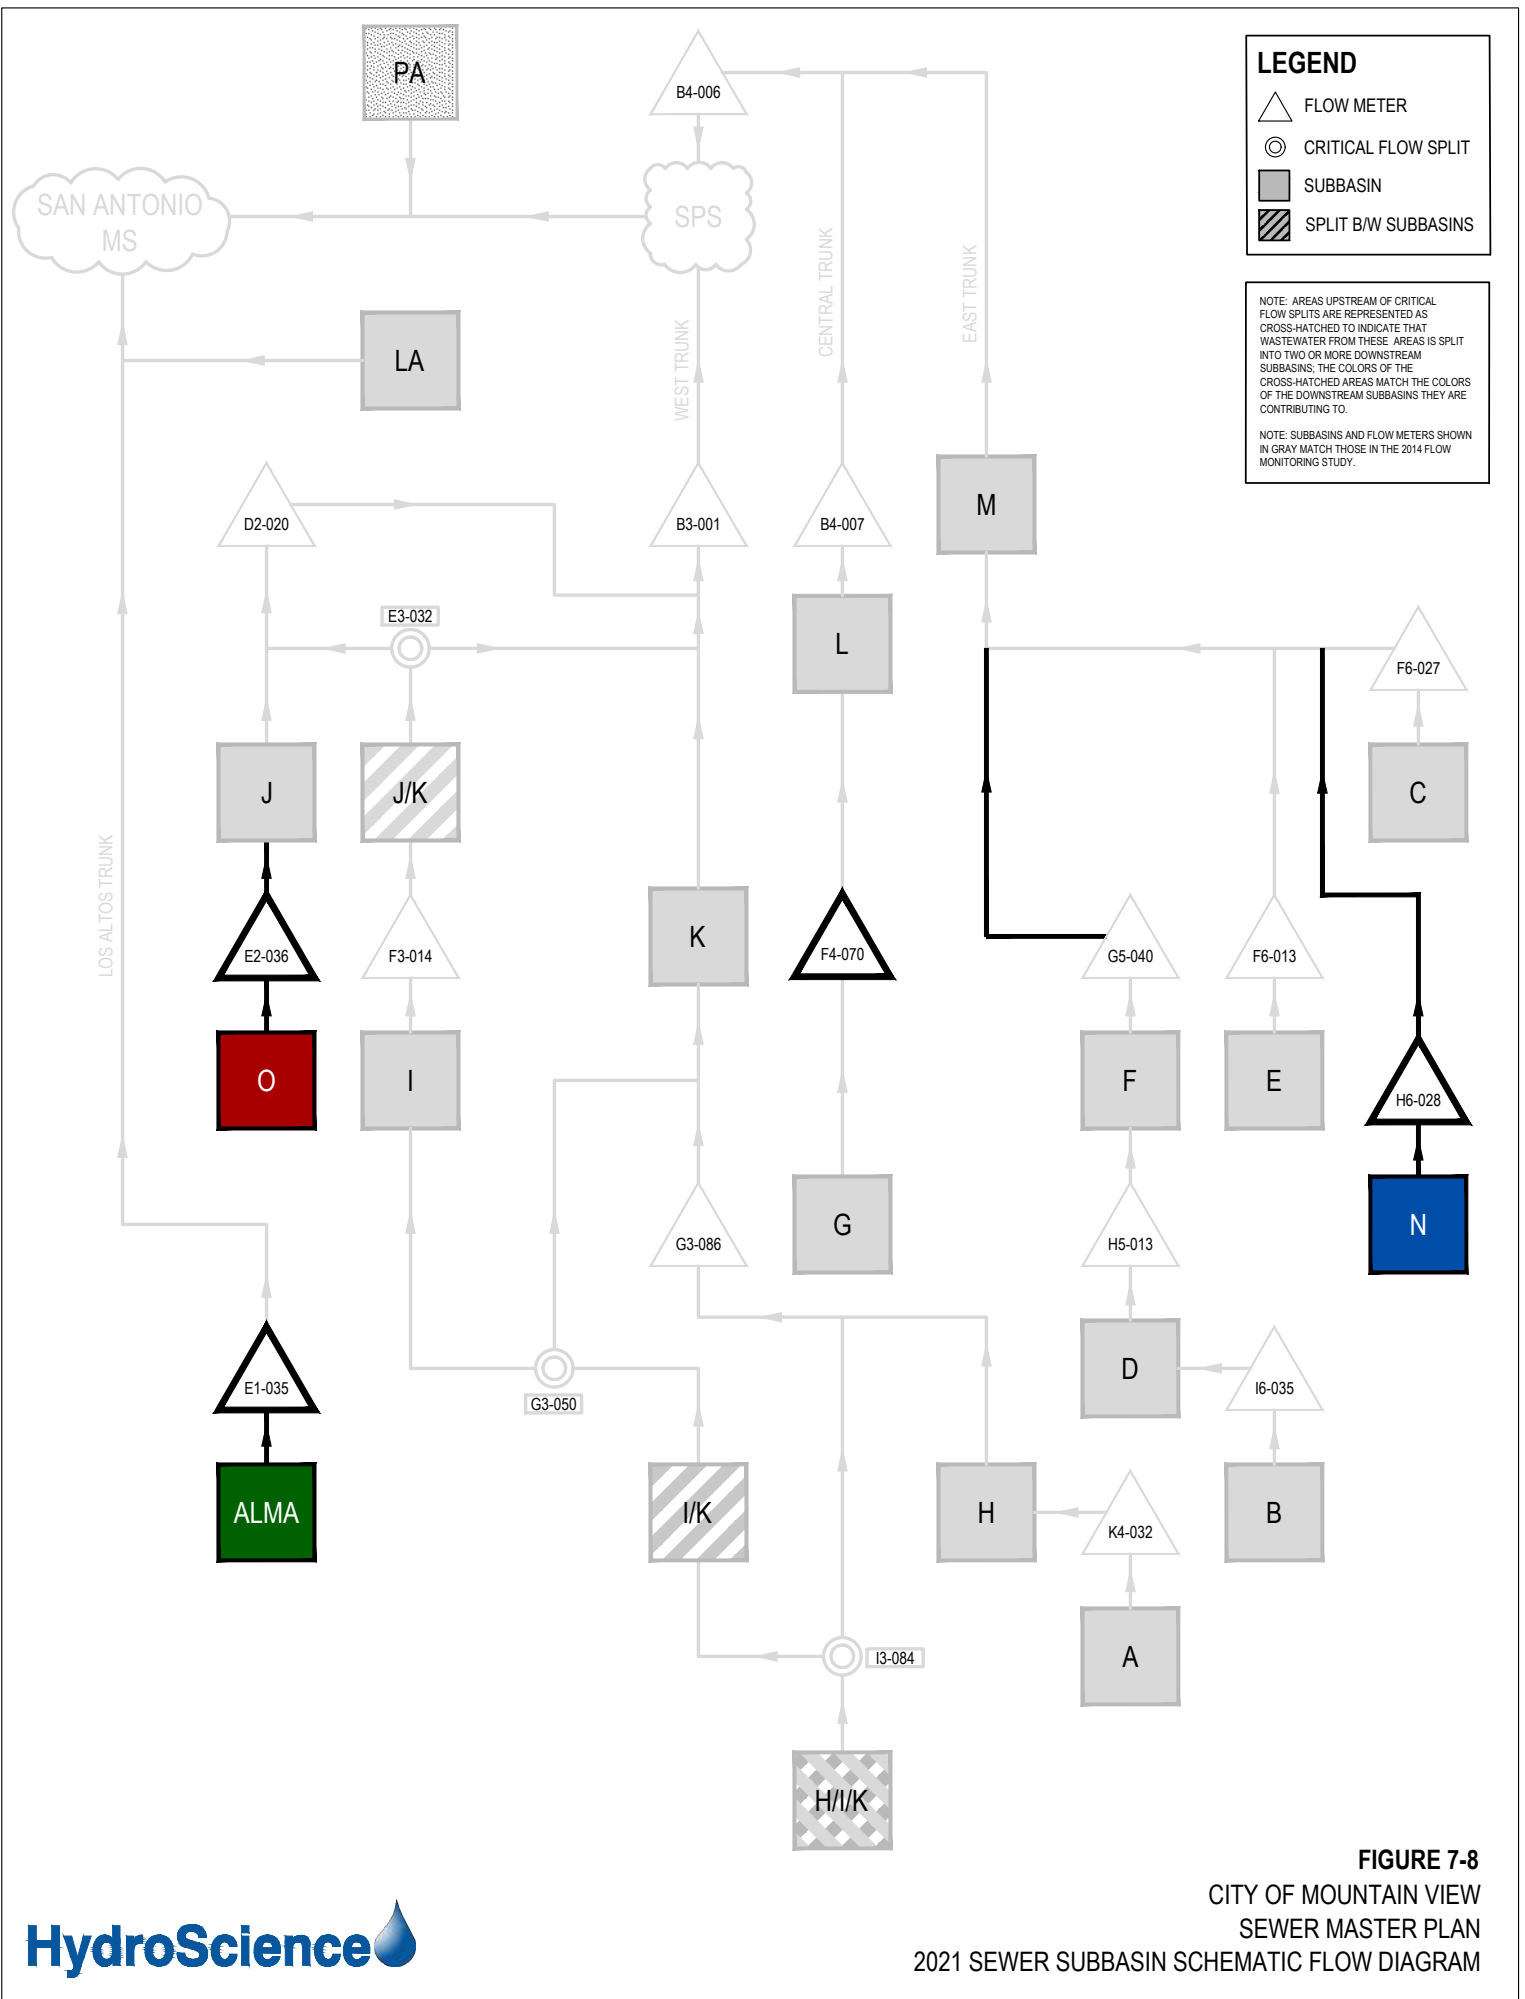 PA
B4-006
LEGEND
FLOW METER
CRITICAL FLOW SPLIT
SUBBASIN
SPLIT B/W SUBBASINS
SAN ANTONIO
MS
SPS
WEST TRUNK
CENTRAL TRUNK
EAST TRUNK
NOTE: AREAS UPSTREAM OF CRITICAL
FLOW SPLITS ARE REPRESENTED AS
CROSS-HATCHED TO INDICATE THAT
WASTEWATER FROM THESE AREAS IS SPLIT
INTO TWO OR MORE DOWNSTREAM
SUBBASINS; THE COLORS OF THE
CROSS-HATCHED AREAS MATCH THE COLORS
OF THE DOWNSTREAM SUBBASINS THEY ARE
CONTRIBUTING TO.
NOTE: SUBBASINS AND FLOW METERS SHOWN
IN GRAY MATCH THOSE IN THE 2014 FLOW
MONITORING STUDY.
LA
D2-020
B3-001
B4-007
M
E3-032
L
F6-027
J
J/K
C
LOS ALTOS TRUNK
E2-036
F3-014
K
F4-070
G5-040
F6-013
O
I
F
E
H6-028
G3-086
G
H5-013
N
E1-035
G3-050
D
I6-035
ALMA
I/K
H
K4-032
B
I3-084
A
H/I/K
FIGURE 7-8
CITY OF MOUNTAIN VIEW
SEWER MASTER PLAN
2021 SEWER SUBBASIN SCHEMATIC FLOW DIAGRAM
HydroScience